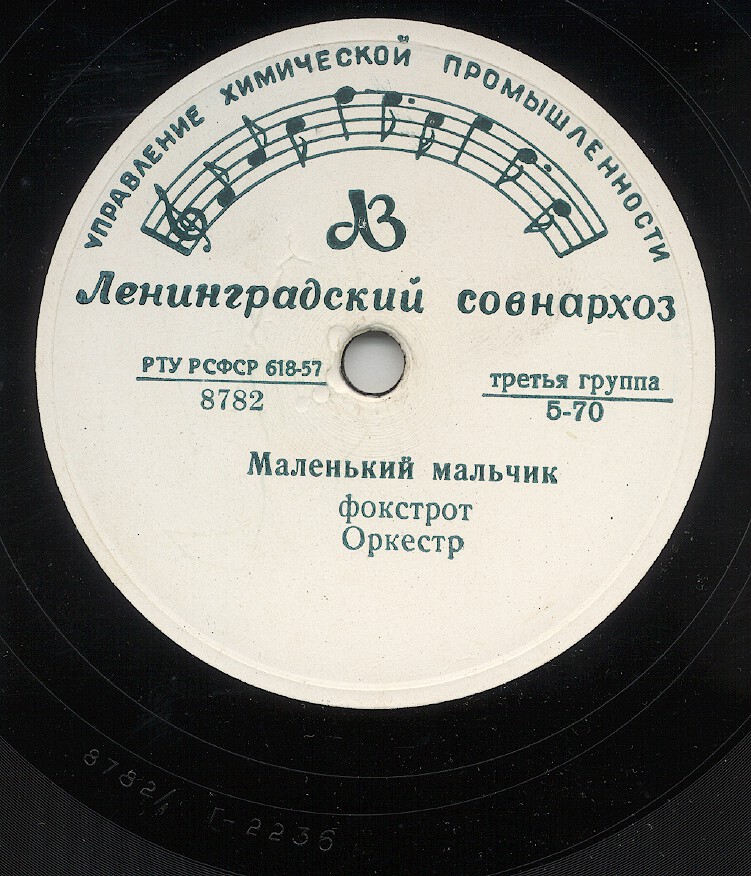 УПРАВЛЕНИЕ ХИМИЧЕСКОЙ ПРОМЫШЛЕННОСТИ
ЛЗ
Ленинградский совнархоз
РТУ РСФСР 618-57
8782
третья группа
5-70
Маленький мальчик
фокстрот
Оркестр
8782/ Г-2236